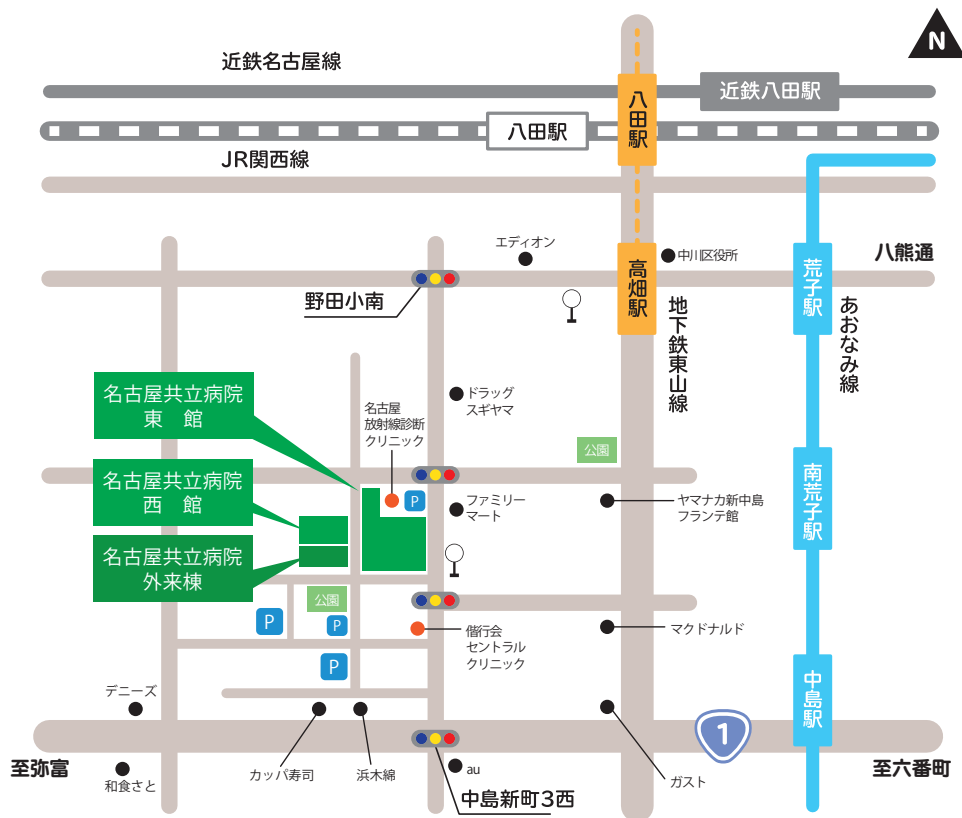 N
近鉄名古屋線
近鉄八田駅
八田駅
八田駅
JR関西線
エディオン
中川区役所
八熊通
高畑駅
荒子駅
野田小南
地下鉄東山線
あおなみ線
名古屋共立病院
東 館
名古屋
放射線診断
クリニック
ドラッグ
スギヤマ
公園
名古屋共立病院
西 館
P
ファミリー
マート
ヤマナカ新中島
フランテ館
南荒子駅
名古屋共立病院
外来棟
公園
P
P
偕行会
セントラル
クリニック
マクドナルド
P
中島駅
デニーズ
1
至弥富
和食さと
カッパ寿司
浜木綿
au
中島新町3西
ガスト
至六番町